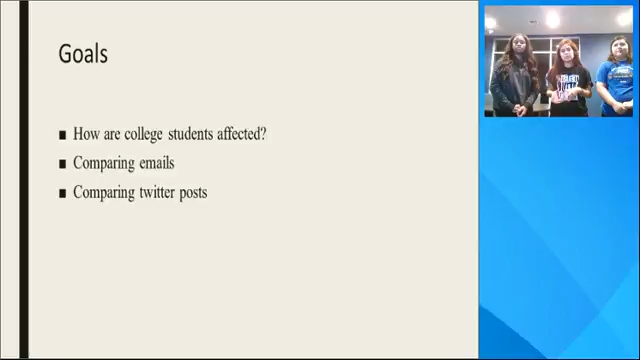 Goals
■ How are college students affected?
■ Comparing emails
■ Comparing twitter posts